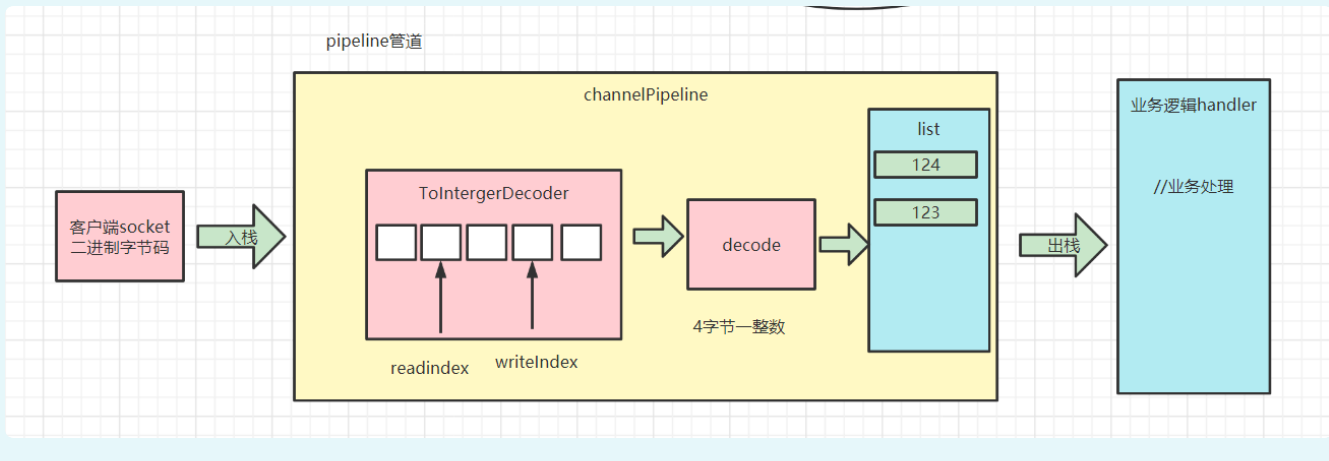 pipeline管道
channelPipeline
客户端socket
二进制字节码
入栈
ToIntergerDecoder
readindex
writeIndex
decode
4字节一整数
list
124
123
出栈
业务逻辑handler
//业务处理